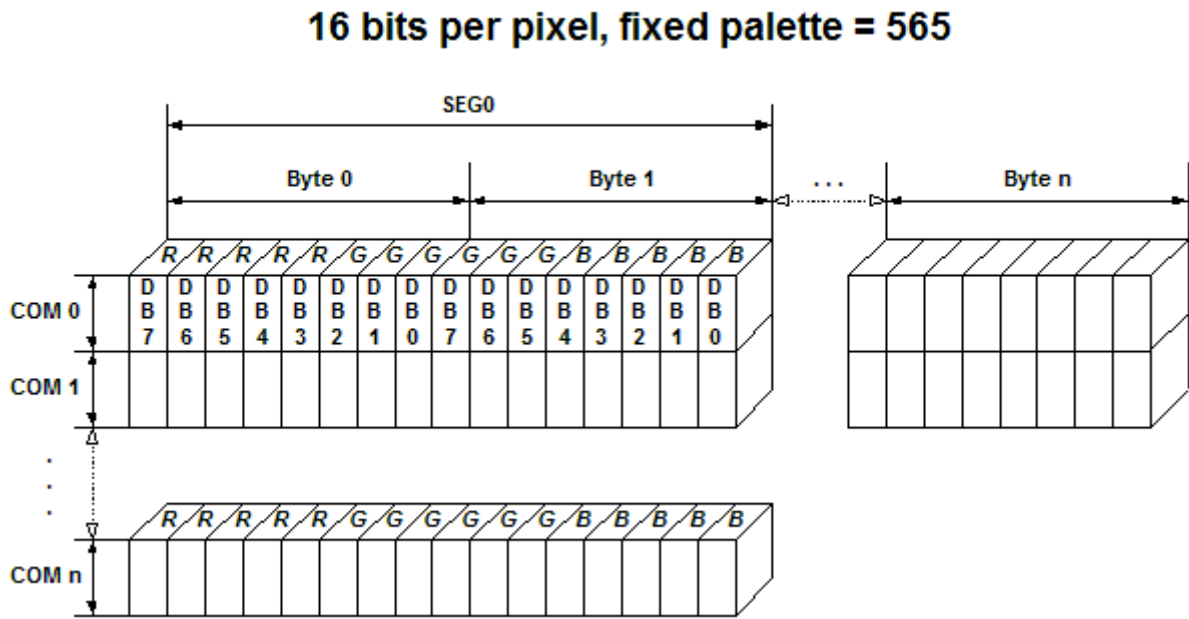 16 bits per pixel, fixed palette = 565
SEG0
Byte 0 Byte 1 . . . Byte n
R R R R R G G G G G G B B B B B
COM 0
D D D D D D D D D D D D D D D D
B B B B B B B B B B B B B B B B
7 6 5 4 3 2 1 0 7 6 5 4 3 2 1 0
COM 1
.
.
.
R R R R R G G G G G G B B B B B
COM n